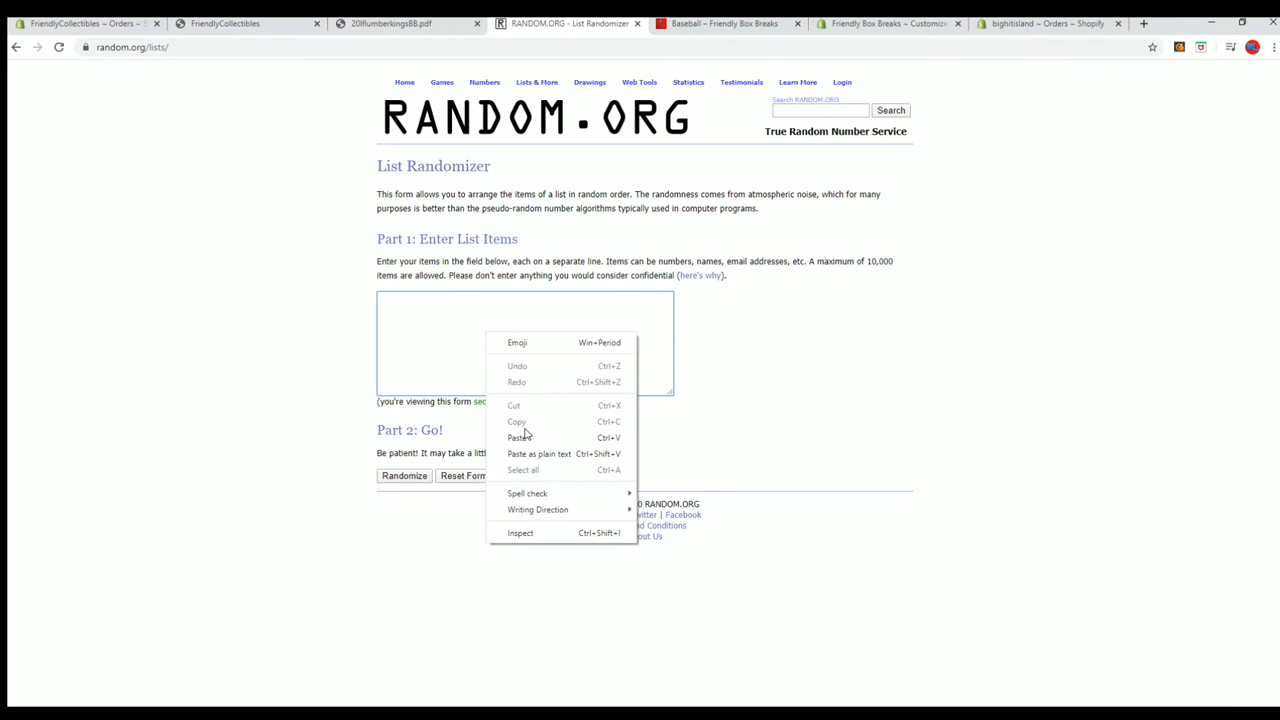 FriendlyCollectibles ~ Orders ~ S
FriendlyCollectibles
20lflumberkingsBB.pdf
RANDOM.ORG - List Randomizer
Baseball – Friendly Box Breaks
Friendly Box Breaks ~ Customize
bighitisland ~ Orders ~ Shopify
random.org/lists/
Home Games Numbers Lists & More Drawings Web Tools Statistics Testimonials Learn More Login
RANDOM.ORG
Search RANDOM.ORG
Search
True Random Number Service
List Randomizer
This form allows you to arrange the items of a list in random order. The randomness comes from atmospheric noise, which for many
purposes is better than the pseudo-random number algorithms typically used in computer programs.
Part 1: Enter List Items
Enter your items in the field below, each on a separate line. Items can be numbers, names, email addresses, etc. A maximum of 10,000
items are allowed. Please don't enter anything you would consider confidential (here's why).
Emoji Win+Period
Undo Ctrl+Z
Redo Ctrl+Shift+Z
Cut Ctrl+X
Copy Ctrl+C
Paste Ctrl+V
Paste as plain text Ctrl+Shift+V
Select all Ctrl+A
Spell check
Writing Direction
Inspect Ctrl+Shift+I
(you're viewing this form sec
Part 2: Go!
Be patient! It may take a little
Randomize Reset Form
0 RANDOM.ORG
witter | Facebook
nd Conditions
out Us